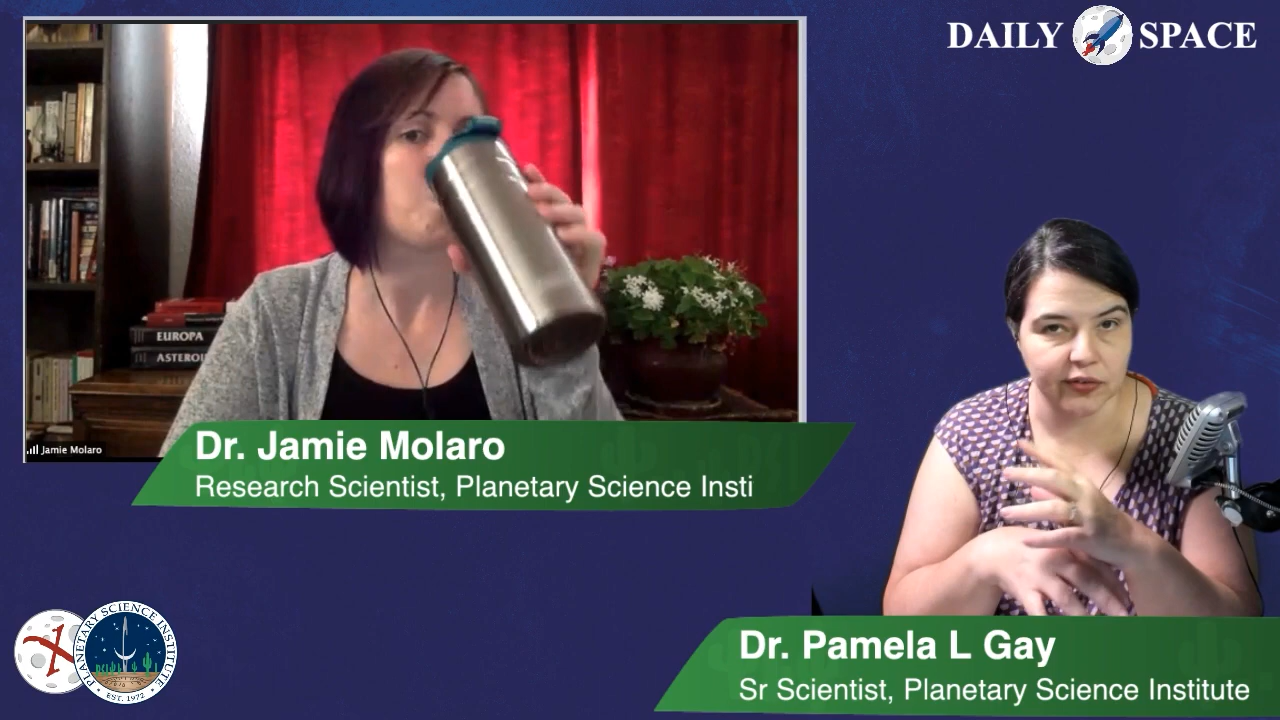 DAILY SPACE
EUROPA
ASTEROI
Jamie Molaro
Dr. Jamie Molaro
Research Scientist, Planetary Science Insti
PLANETARY SCIENCE INSTITUTE
EST. 1972
Dr. Pamela L Gay
Sr Scientist, Planetary Science Institute